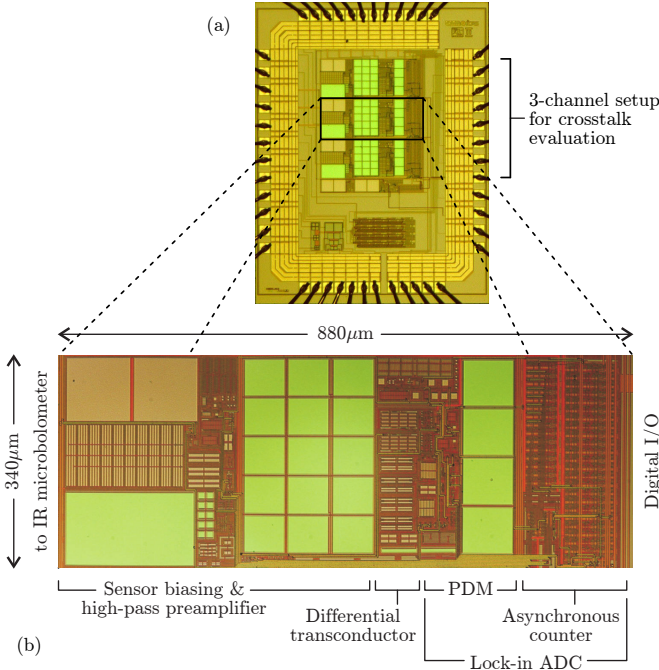 (a)
3-channel setup
for crosstalk
evaluation
880μm
340μm
to IR microbolometer
Digital I/O
Sensor biasing &
high-pass preamplifier
Differential
transconductor
PDM
Asynchronous
counter
Lock-in ADC
(b)